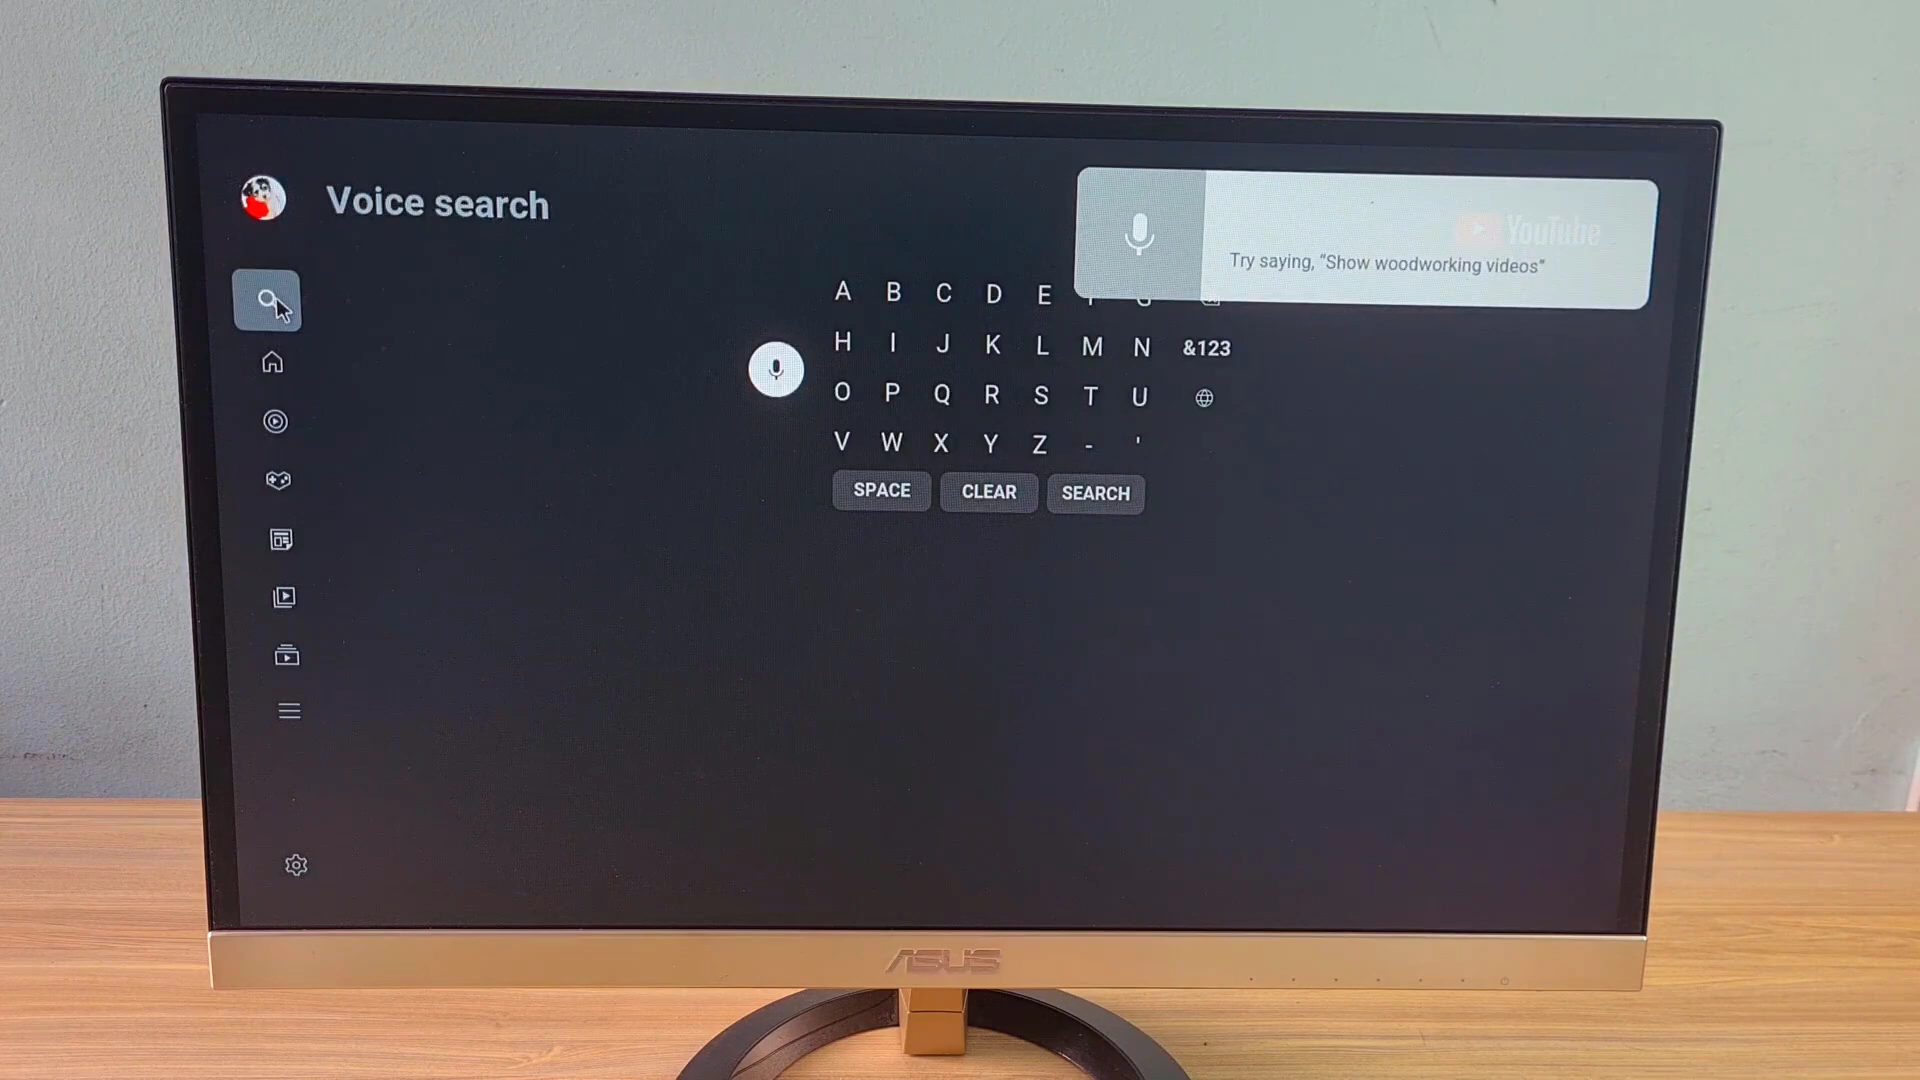 Voice search
YouTube
Try saying, “Show woodworking videos”
A B C D E
H I J K L M N &123
O P Q R S T U
V W X Y Z - '
SPACE CLEAR SEARCH
ASUS